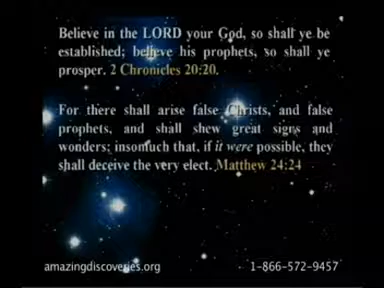 Believe in the LORD your God, so shall ye be
established; believe his prophets, so shall ye
prosper. 2 Chronicles 20:20.
For there shall arise false Christs, and false
prophets, and shall shew great signs and
wonders; insomuch that, if it were possible, they
shall deceive the very elect. Matthew 24:24
amazingdiscoveries.org
1-866-572-9457